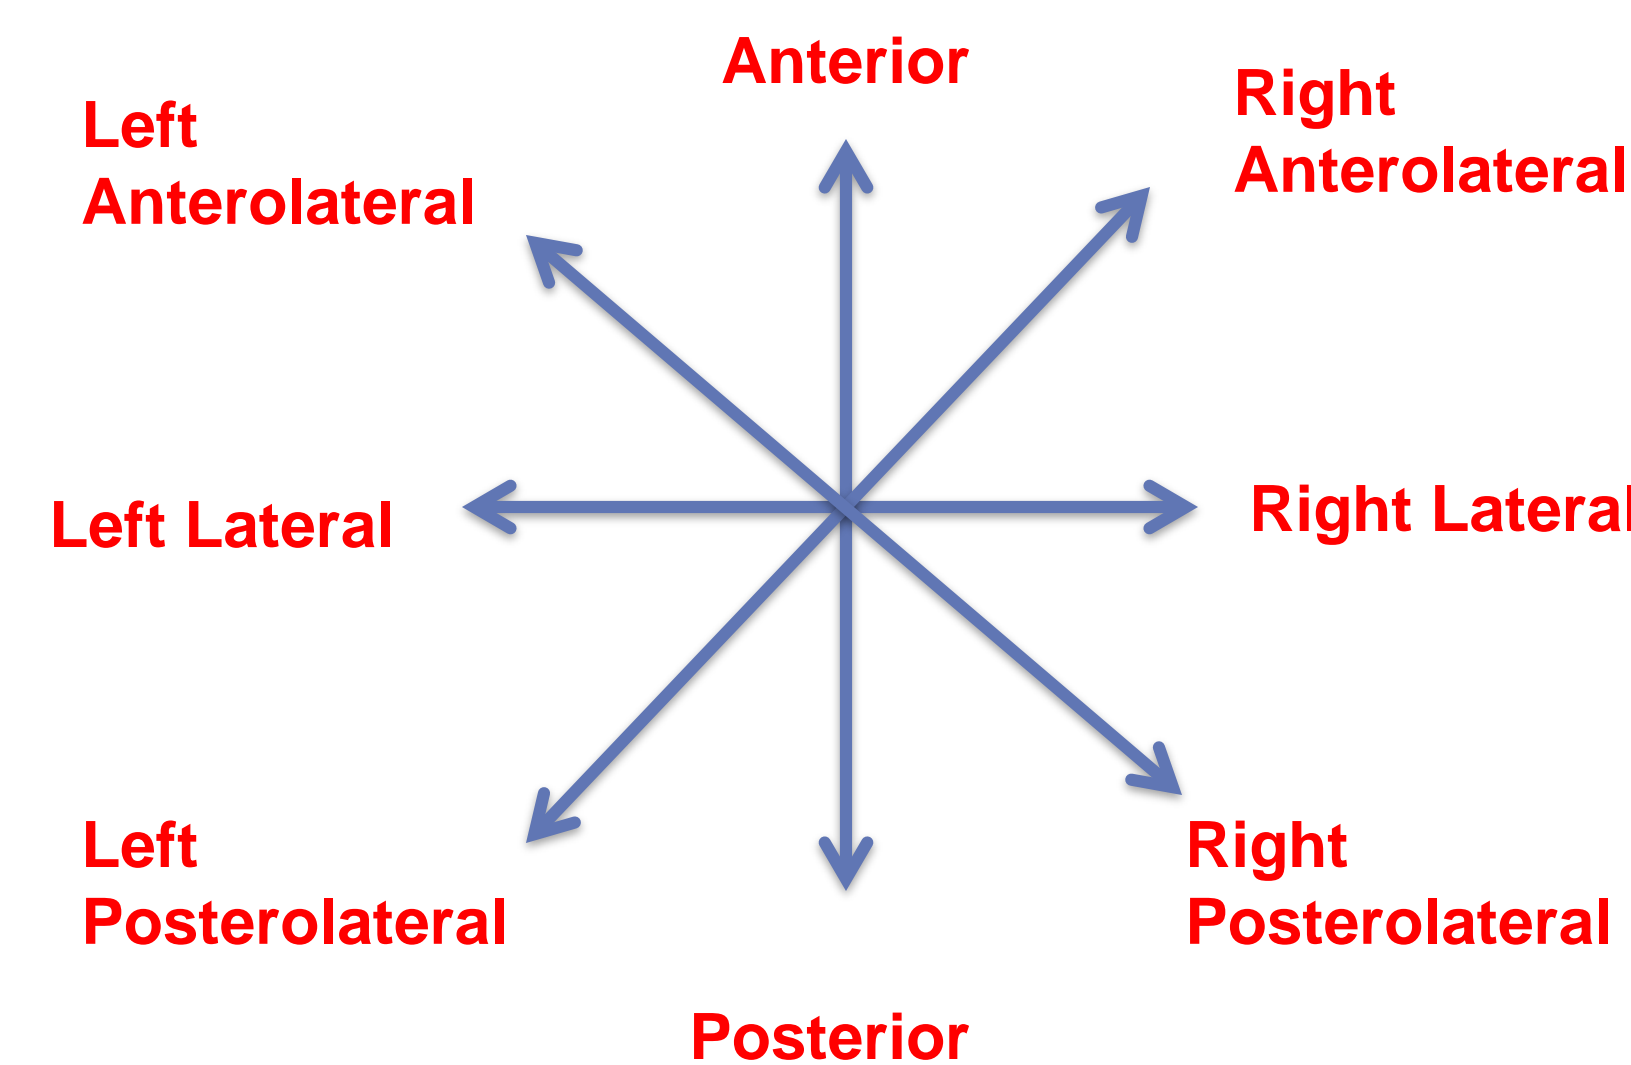 Anterior
Left
Anterolateral
Right
Anterolateral
Left Lateral
Right Lateral
Left
Posterolateral
Right
Posterolateral
Posterior